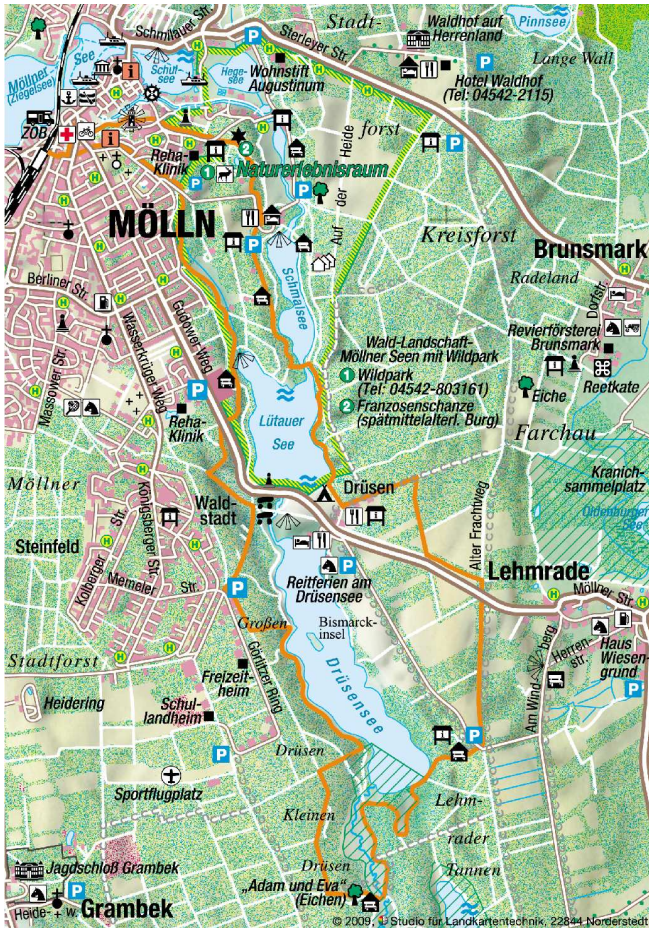 Schmilauer Str.
Stadt-
Waldhof auf
Herrenland
Pinnsee
See
Möllner
(Ziegelsee)
Schul-
see
Hege-
see
Sterleyer Str.
Wohnstift
Augustinum
Lange Wall
Hotel Waldhof
(Tel: 04542-2115)
ZOB
forst
Reha-
Klinik
Naturerlebnisraum
Auf der Heide
MÖLLN
Kreisforst
Brunsmark
Radeland
Schmalsee
Dorfstr.
Berliner Str.
Gudower Weg
Wasserkrüger Weg
Massower Str.
Wald-Landschaft-
Möllner Seen mit Wildpark
1 Wildpark
(Tel: 04542-803161)
2 Franzosenschanze
(spätmittelalterl. Burg)
Revierförsterei
Brunsmark
Eiche
Reetkate
Reha-
Klinik
Lütauer
See
Farchau
Kranich-
sammelplatz
Oldenburger
See
Möllner
Wald-
stadt
Drüsen
Alter Frachtweg
Steinfeld
Königsberger Str.
Kolberger Str.
Memeler Str.
Reitferien am
Drüsensee
Lehmrade
Möllner Str.
Großen
Bismarck-
insel
Herren-
str.
Haus
Wiesen-
grund
Am Windberg
Stadtforst
Freizeit-
heim
Görlitzer Ring
Drüsensee
Heidering
Schul-
landheim
Drüsen
Sportflugplatz
Kleinen
Lehm-
rader
Drüsen
Tannen
Jagdschloß Grambek
„Adam und Eva“
(Eichen)
Heide-
w.
Grambek
© 2009, Studio für Landkartentechnik, 22844 Norderstedt